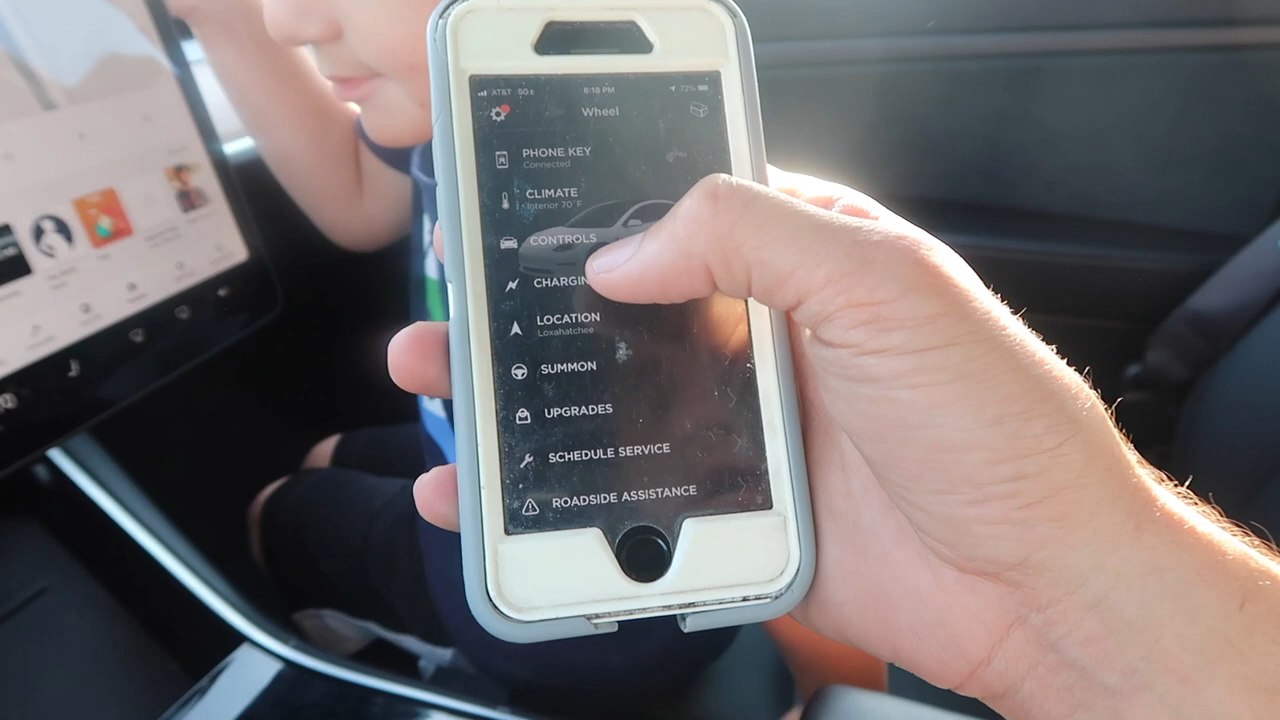 AT&T 5GE 6:18 PM 72%
Wheel
PHONE KEY
Connected
CLIMATE
Interior 70°F
CONTROLS
CHARGIN
LOCATION
Loxahatchee
SUMMON
UPGRADES
SCHEDULE SERVICE
ROADSIDE ASSISTANCE